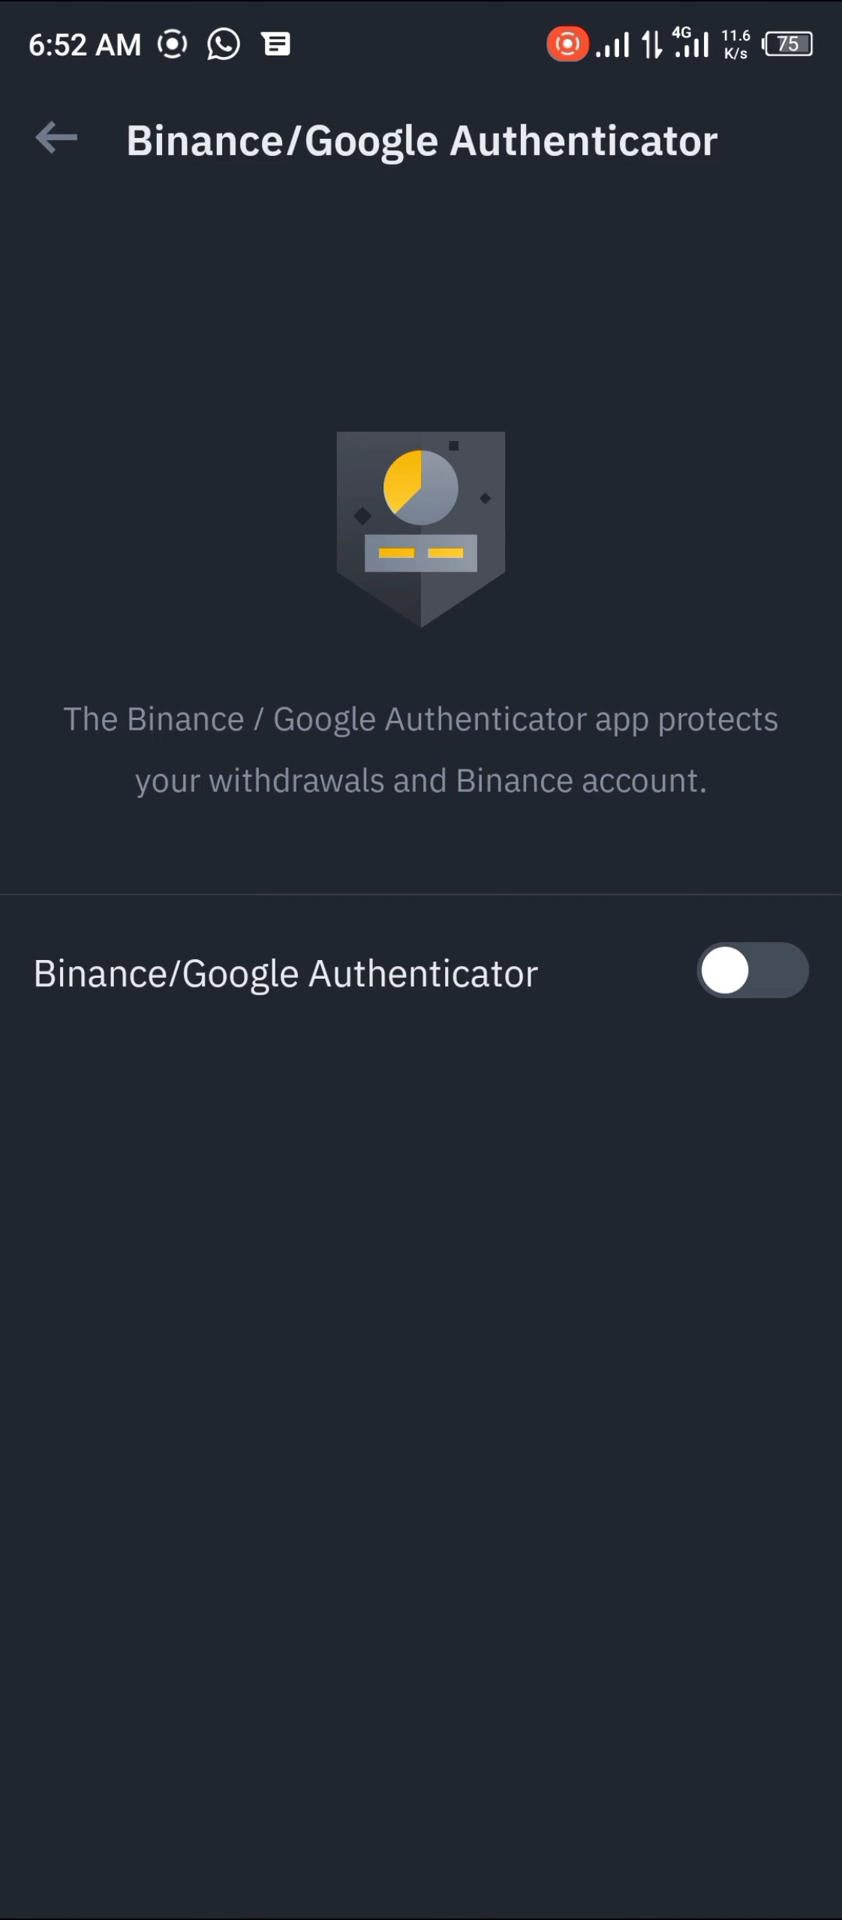 6:52 AM 4G 11.6 K/s 75
Binance/Google Authenticator
The Binance / Google Authenticator app protects
your withdrawals and Binance account.
Binance/Google Authenticator